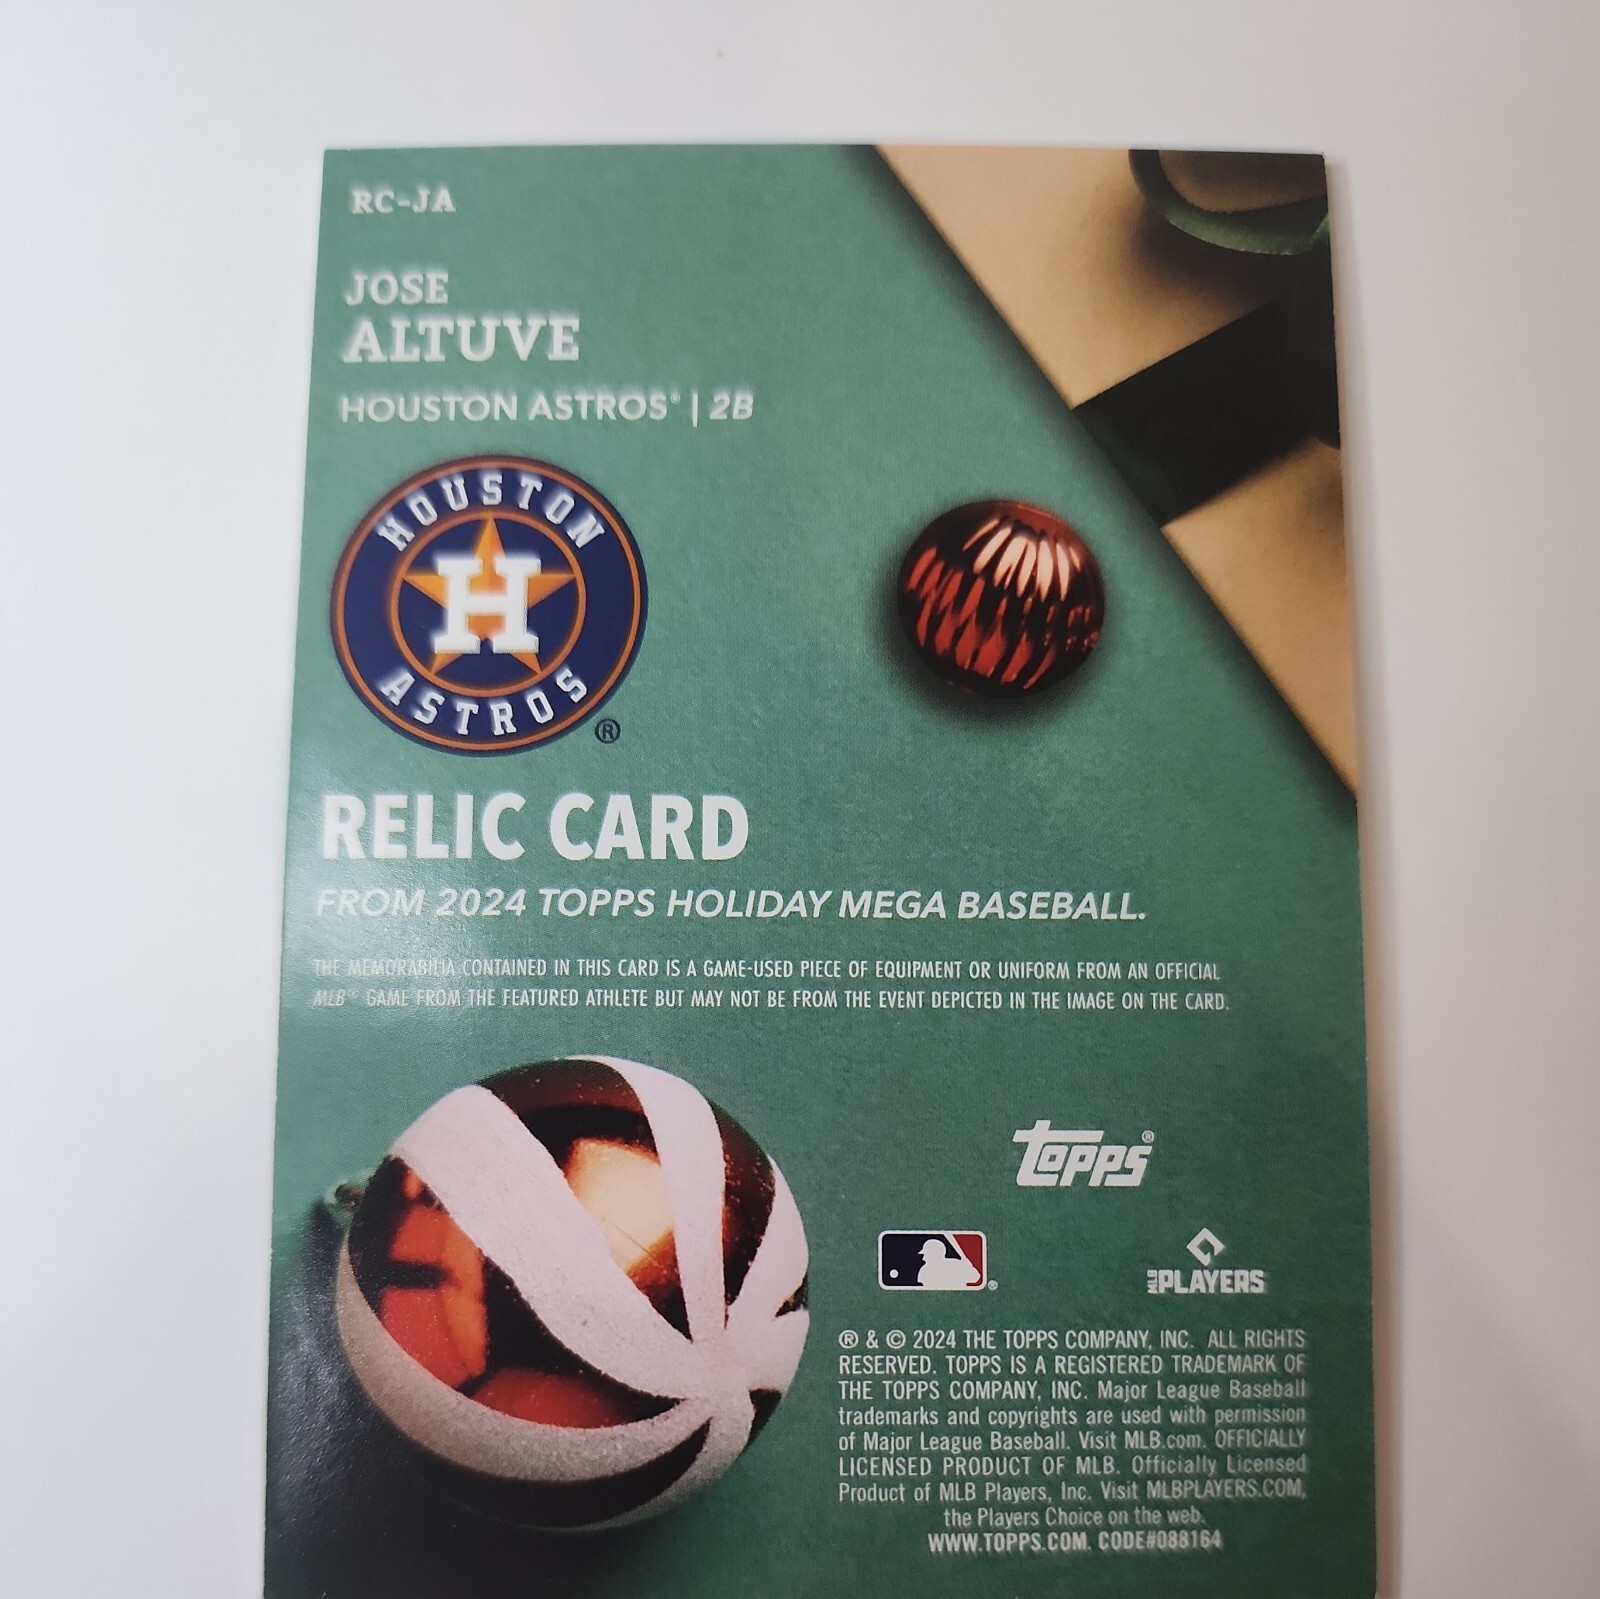 RC-JA
JOSE
ALTUVE
HOUSTON ASTROS® | 2B
HOUSTON
H
ASTROS
®
RELIC CARD
FROM 2024 TOPPS HOLIDAY MEGA BASEBALL.
THE MEMORABILIA CONTAINED IN THIS CARD IS A GAME-USED PIECE OF EQUIPMENT OR UNIFORM FROM AN OFFICIAL
MLB® GAME FROM THE FEATURED ATHLETE BUT MAY NOT BE FROM THE EVENT DEPICTED IN THE IMAGE ON THE CARD.
Topps®
®
MLB PLAYERS
® & © 2024 THE TOPPS COMPANY, INC. ALL RIGHTS
RESERVED. TOPPS IS A REGISTERED TRADEMARK OF
THE TOPPS COMPANY, INC. Major League Baseball
trademarks and copyrights are used with permission
of Major League Baseball. Visit MLB.com. OFFICIALLY
LICENSED PRODUCT OF MLB. Officially Licensed
Product of MLB Players, Inc. Visit MLBPLAYERS.COM,
the Players Choice on the web.
WWW.TOPPS.COM. CODE#088164